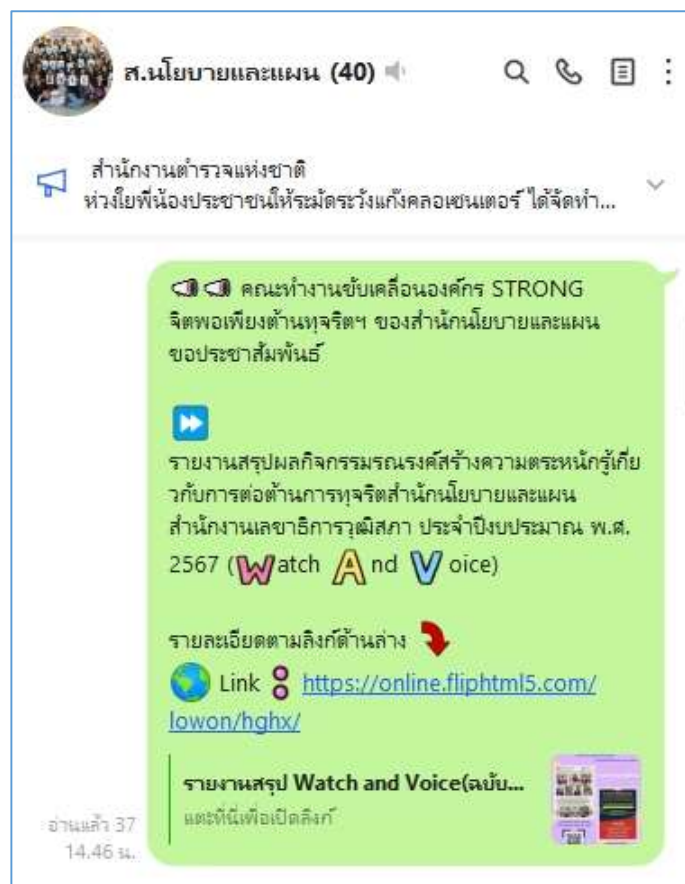 ส.นโยบายและแผน (40)
สำนักงานตำรวจแห่งชาติ
ห่วงใยพี่น้องประชาชนให้ระมัดระวังแก๊งคลอเซนเตอร์ ได้จัดทำ...
คณะทำงานขับเคลื่อนองค์กร STRONG
จิตพอเพียงต้านทุจริตฯ ของสำนักนโยบายและแผน
ขอประชาสัมพันธ์
รายงานสรุปผลกิจกรรมรณรงค์สร้างความตระหนักรู้เกี่ย
วกับการต่อต้านการทุจริตสำนักนโยบายและแผน
สำนักงานเลขาธิการวุฒิสภา ประจำปีงบประมาณ พ.ศ.
2567 (Watch And Voice)
รายละเอียดตามลิงก์ด้านล่าง
Link : https://online.fliphtml5.com/
lowon/hghx/
รายงานสรุป Watch and Voice(ฉบับ...
แตะที่นี่เพื่อเปิดลิงก์
อ่านแล้ว 37
14.46 น.